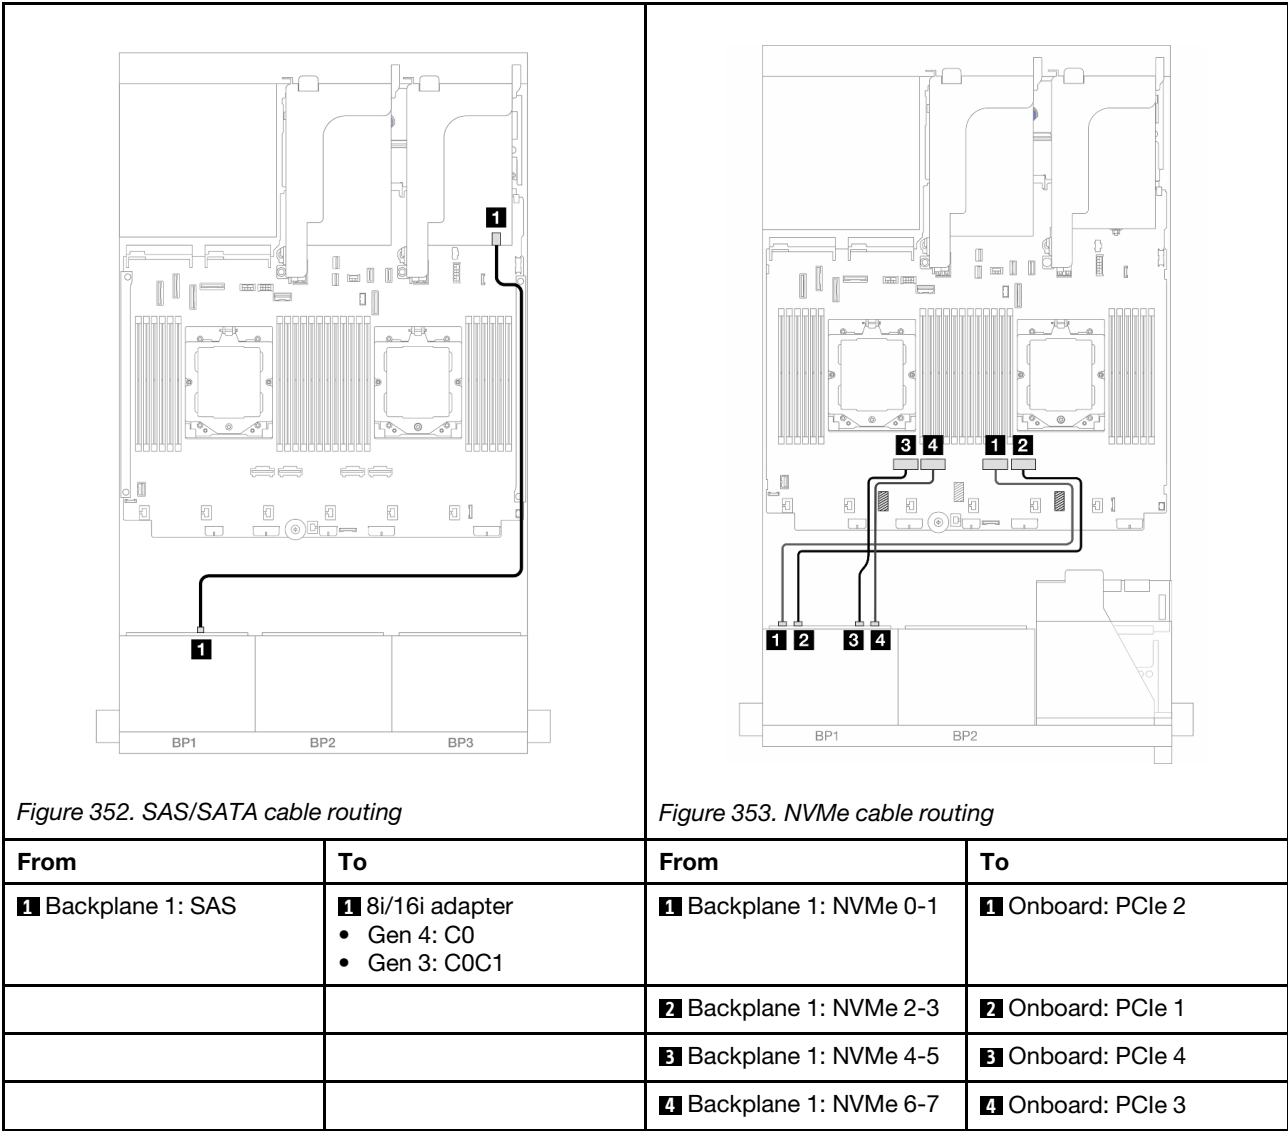 1
1
BP1 BP2 BP3
Figure 352. SAS/SATA cable routing
3 4 1 2
1 2 3 4
BP1 BP2
Figure 353. NVMe cable routing
From To From To
1 Backplane 1: SAS 1 8i/16i adapter
• Gen 4: C0
• Gen 3: C0C1
1 Backplane 1: NVMe 0-1 1 Onboard: PCIe 2
2 Backplane 1: NVMe 2-3 2 Onboard: PCIe 1
3 Backplane 1: NVMe 4-5 3 Onboard: PCIe 4
4 Backplane 1: NVMe 6-7 4 Onboard: PCIe 3